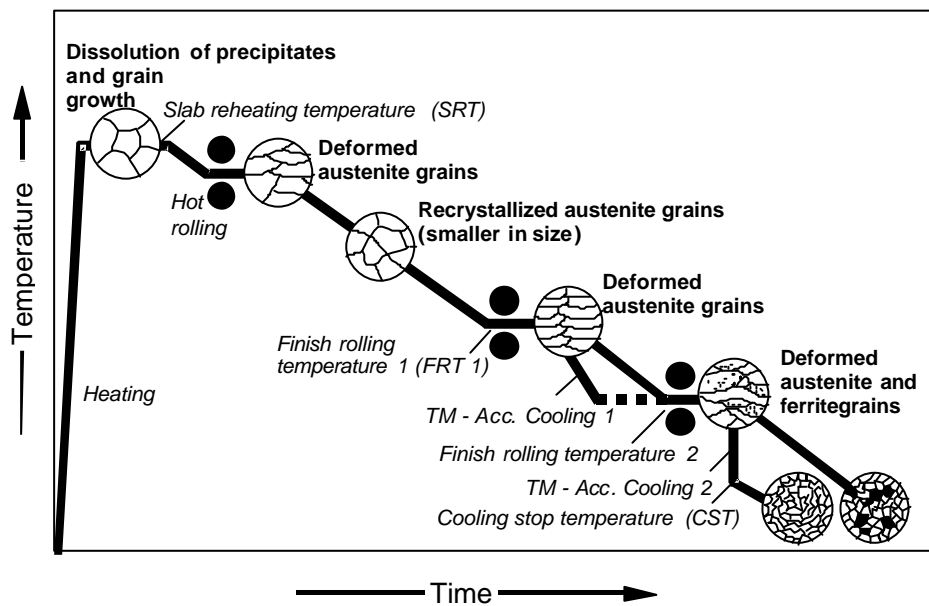 Dissolution of precipitates
and grain
growth
Slab reheating temperature (SRT)
Deformed
austenite grains
Hot
rolling
Recrystallized austenite grains
(smaller in size)
Deformed
austenite grains
Finish rolling
temperature 1 (FRT 1)
Heating
Deformed
austenite and
ferritegrains
TM - Acc. Cooling 1
Finish rolling temperature 2
TM - Acc. Cooling 2
Cooling stop temperature (CST)
Temperature
Time